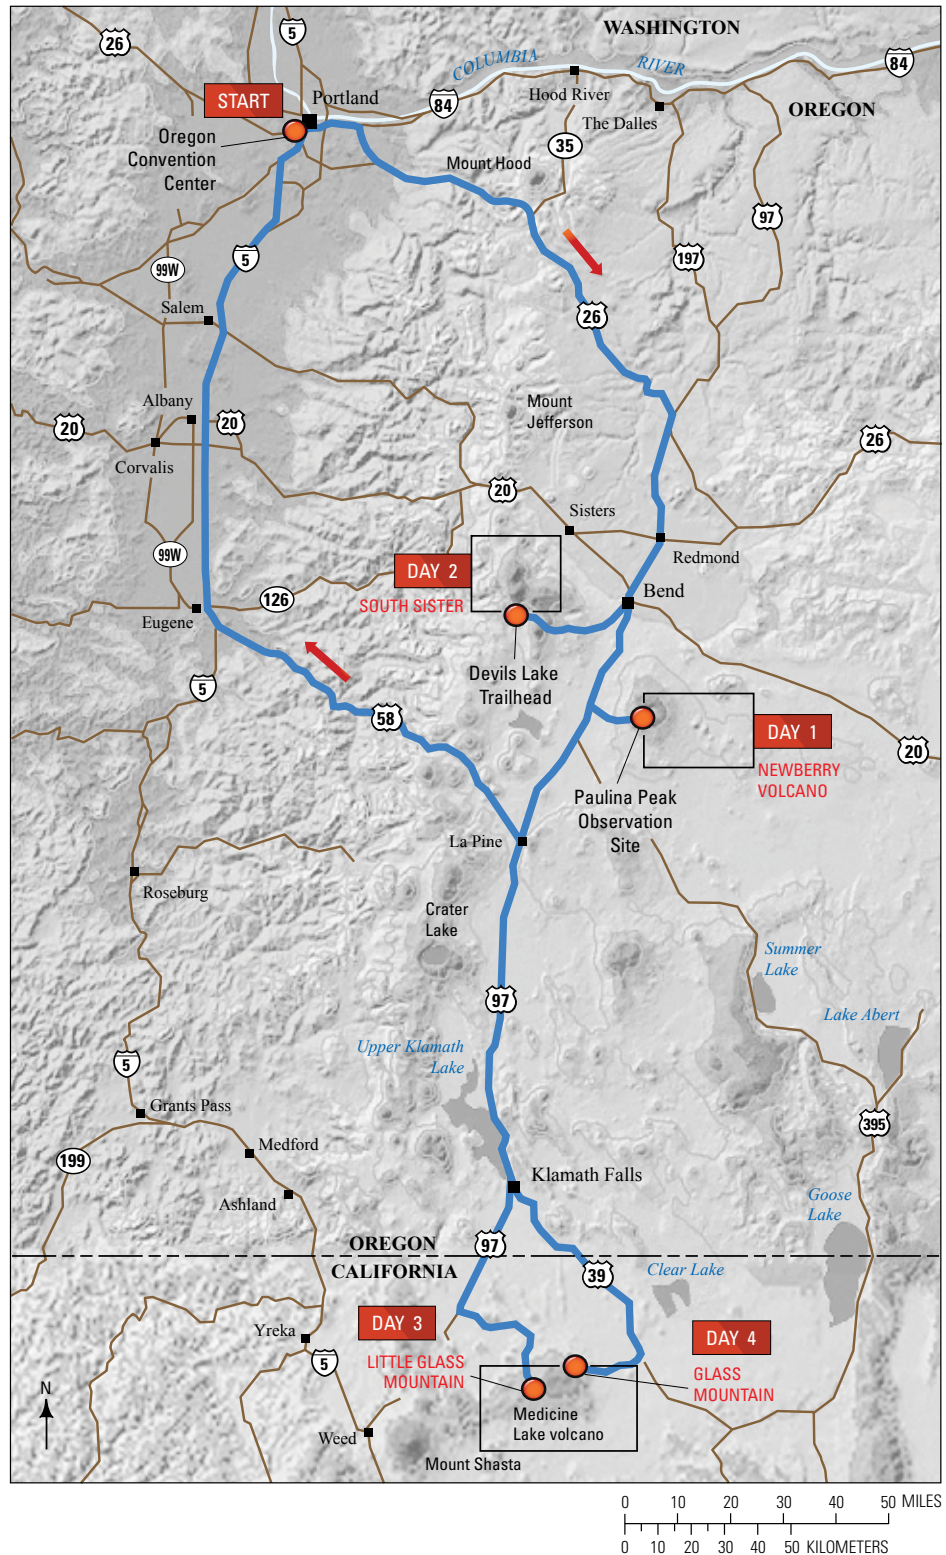 WASHINGTON
26
5
COLUMBIA
RIVER
84
START
Portland
84
Hood River
The Dalles
OREGON
Oregon
Convention
Center
35
Mount Hood
97
197
5
99W
26
Salem
Albany
20
20
Corvalis
Mount
Jefferson
26
20
Sisters
Redmond
99W
DAY 2
SOUTH SISTER
126
Bend
Eugene
Devils Lake
Trailhead
5
58
DAY 1
NEWBERRY
VOLCANO
20
Paulina Peak
Observation
Site
La Pine
Roseburg
Crater
Lake
Summer
Lake
97
Lake Abert
Upper Klamath
Lake
5
Grants Pass
395
Medford
199
Klamath Falls
Ashland
Goose
Lake
OREGON
CALIFORNIA
97
39
Clear Lake
DAY 3
DAY 4
Yreka
5
LITTLE GLASS
MOUNTAIN
GLASS
MOUNTAIN
N
Medicine
Lake volcano
Weed
Mount Shasta
0 10 20 30 40 50 MILES
0 10 20 30 40 50 KILOMETERS